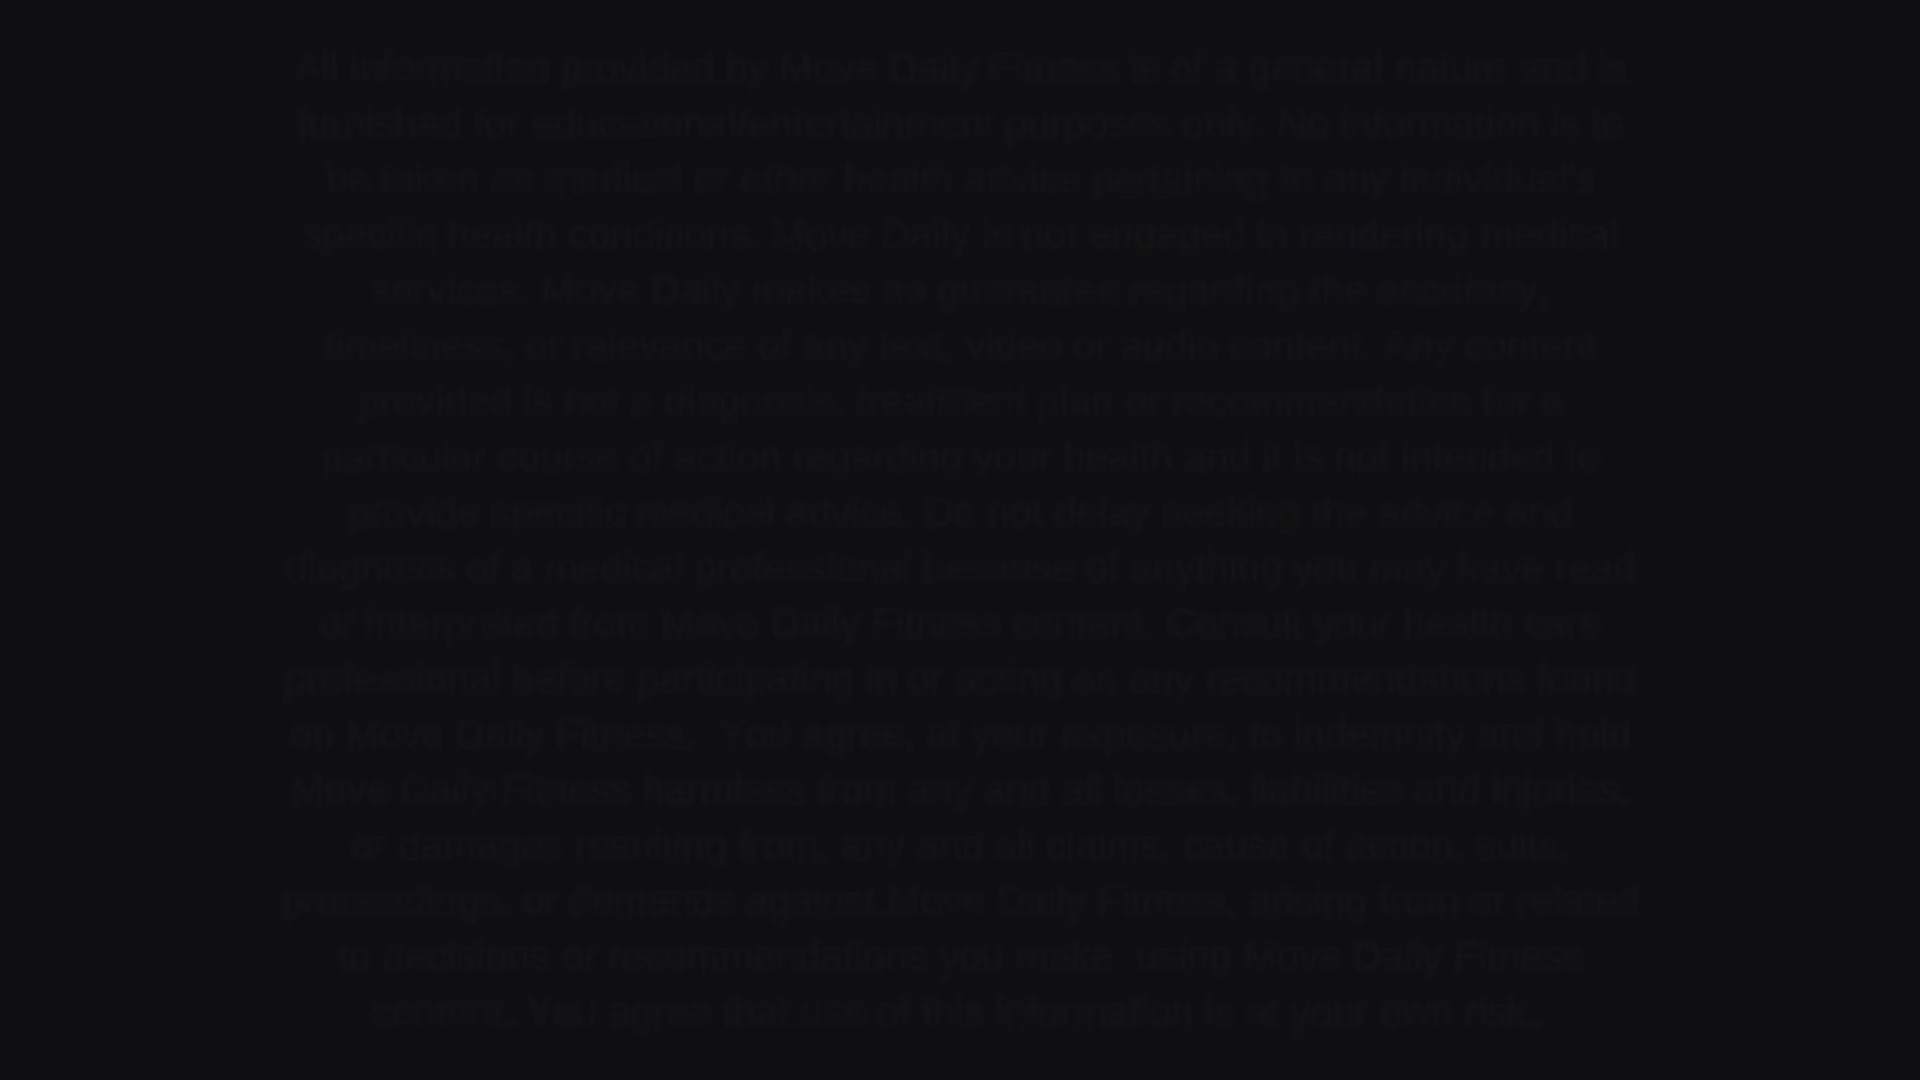 All information provided by Move Daily Fitness is of a general nature and is
furnished for educational/entertainment purposes only. No information is to
be taken as medical or other health advice pertaining to any individual's
specific health conditions. Move Daily is not engaged in rendering medical
services. Move Daily makes no guarantee regarding the accuracy,
timeliness, or relevance of any text, video or audio content. Any content
provided is not a diagnosis, treatment plan or recommendation for a
particular course of action regarding your health and it is not intended to
provide specific medical advice. Do not delay seeking the advice and
diagnosis of a medical professional because of anything you may have read
or interpreted from Move Daily Fitness content. Consult your health care
professional before participating in or acting on any recommendations found
on Move Daily Fitness. You agree, at your exposure, to indemnify and hold
Move Daily Fitness harmless from any and all losses, liabilities and injuries,
or damages resulting from, any and all claims, cause of action, suits,
proceedings, or demands against Move Daily Fitness, arising from or related
to decisions or recommendations you make using Move Daily Fitness
content. You agree that use of this information is at your own risk.